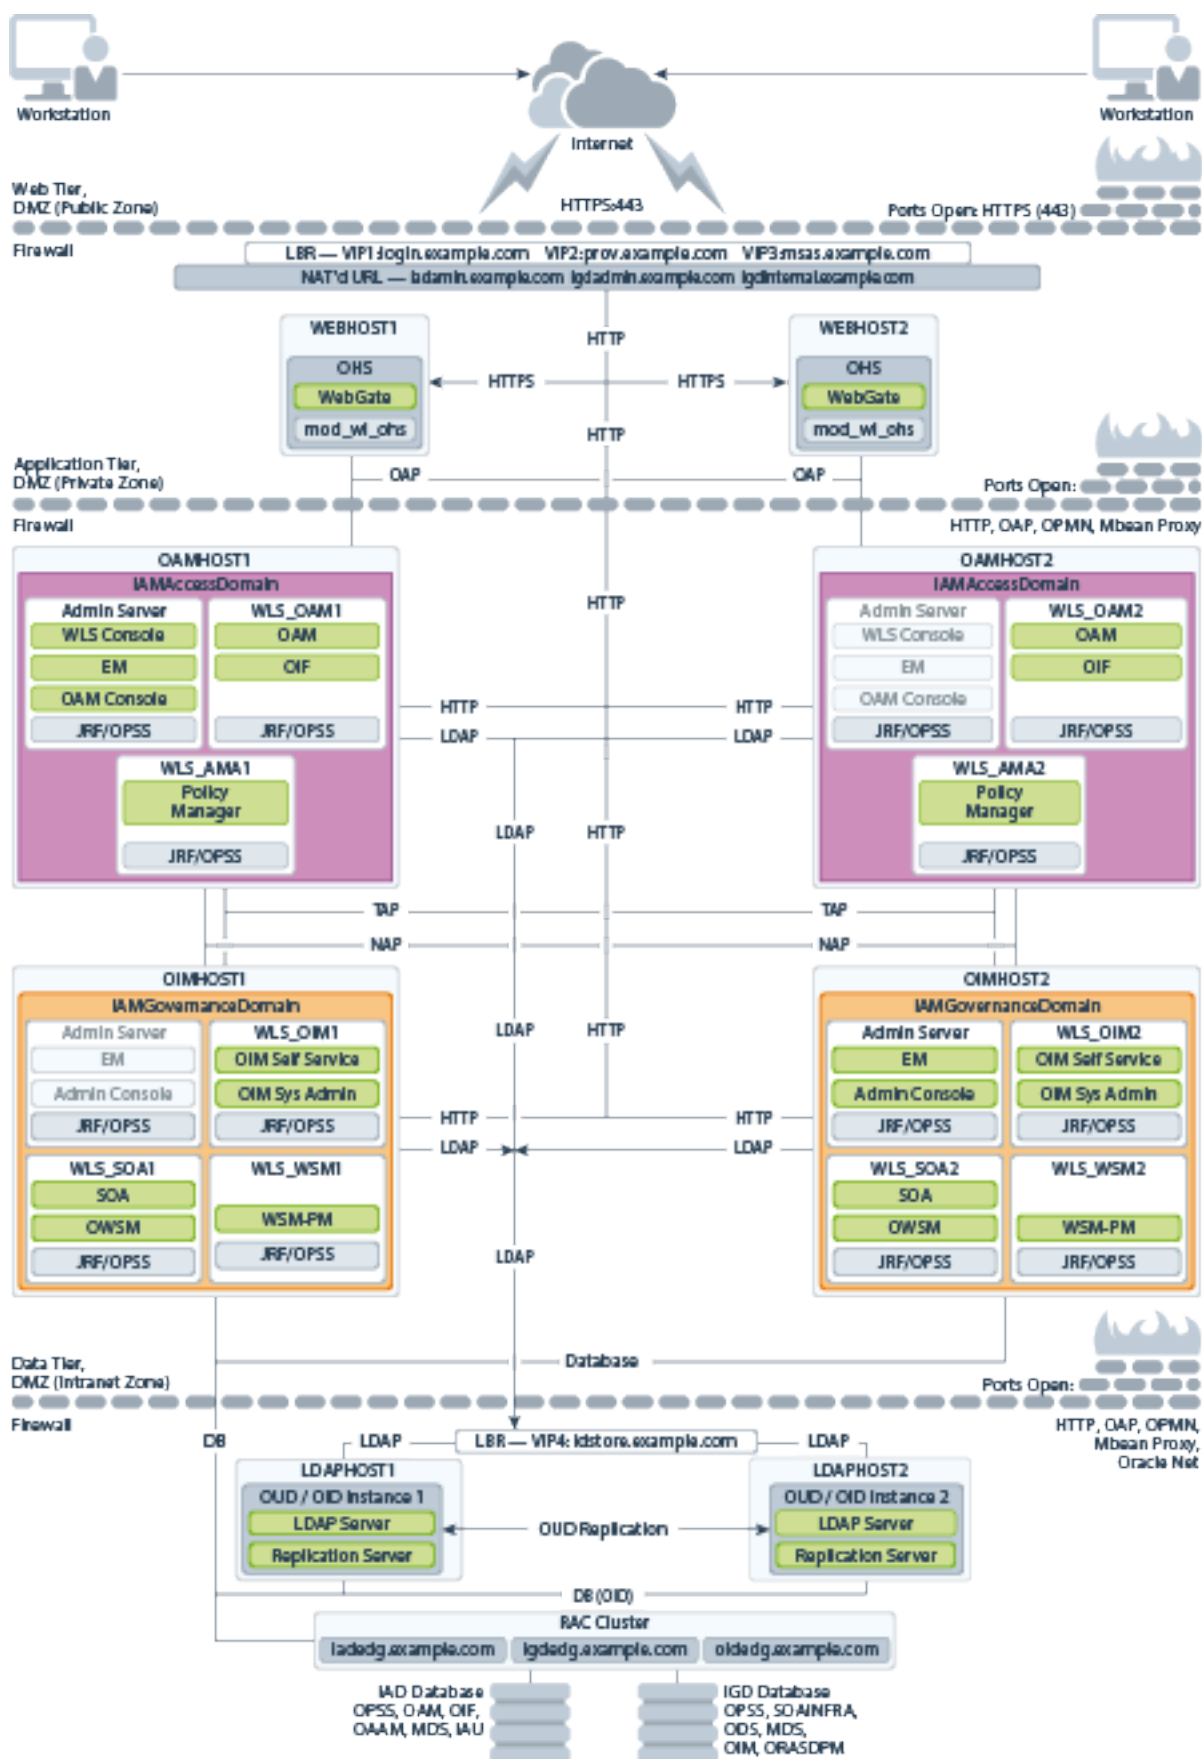 Workstation
Workstation
Internet
Web Tier,
DMZ (Public Zone)
HTTPS:443
Ports Open: HTTPS (443)
Firewall
LBR — VIP1:login.example.com VIP2:prov.example.com VIP3:msas.example.com
NAT'd URL — iadamin.example.com igdadmin.example.com igdinternal.example.com
WEBHOST1
HTTP
WEBHOST2
OHS
HTTPS
HTTPS
OHS
WebGate
WebGate
mod_wl_ohs
HTTP
mod_wl_ohs
Application Tier,
DMZ (Private Zone)
OAP
OAP
Ports Open:
Firewall
HTTP, OAP, OPMN, Mbean Proxy
OAMHOST1
OAMHOST2
IAMAccessDomain
IAMAccessDomain
HTTP
Admin Server
WLS_OAM1
Admin Server
WLS_OAM2
WLS Console
OAM
WLS Console
OAM
EM
OIF
EM
OIF
OAM Console
OAM Console
HTTP
HTTP
JRF/OPSS
JRF/OPSS
LDAP
LDAP
JRF/OPSS
JRF/OPSS
WLS_AMA1
WLS_AMA2
Policy
Manager
LDAP
HTTP
Policy
Manager
JRF/OPSS
JRF/OPSS
TAP
TAP
NAP
NAP
OIMHOST1
OIMHOST2
IAMGovernanceDomain
IAMGovernanceDomain
Admin Server
WLS_OIM1
LDAP
HTTP
Admin Server
WLS_OIM2
EM
OIM Self Service
EM
OIM Self Service
Admin Console
OIM Sys Admin
Admin Console
OIM Sys Admin
JRF/OPSS
JRF/OPSS
HTTP
HTTP
JRF/OPSS
JRF/OPSS
LDAP
LDAP
WLS_SOA1
WLS_WSM1
WLS_SOA2
WLS_WSM2
SOA
SOA
OWSM
WSM-PM
OWSM
WSM-PM
JRF/OPSS
JRF/OPSS
LDAP
JRF/OPSS
JRF/OPSS
Data Tier,
DMZ (Intranet Zone)
Database
Ports Open:
Firewall
HTTP, OAP, OPMN,
Mbean Proxy,
Oracle Net
DB
LDAP
LBR — VIP4: idstore.example.com
LDAP
LDAPHOST1
LDAPHOST2
OUD / OID Instance 1
OUD / OID Instance 2
LDAP Server
OUD Replication
LDAP Server
Replication Server
Replication Server
DB (OID)
RAC Cluster
iadedg.example.com
igdedg.example.com
oidedg.example.com
IAD Database
OPSS, OAM, OIF,
OAAM, MDS, IAU
IGD Database
OPSS, SOAINFRA,
ODS, MDS,
OIM, ORASDPM